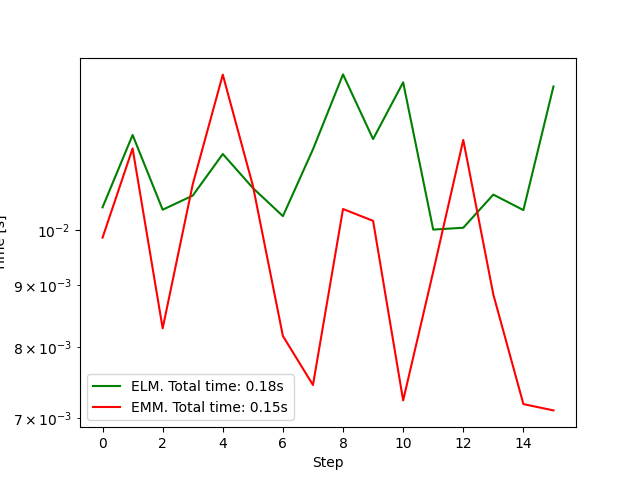 Time [s]
10⁻²
9 × 10⁻³
8 × 10⁻³
7 × 10⁻³
ELM. Total time: 0.18s
EMM. Total time: 0.15s
0 2 4 6 8 10 12 14
Step